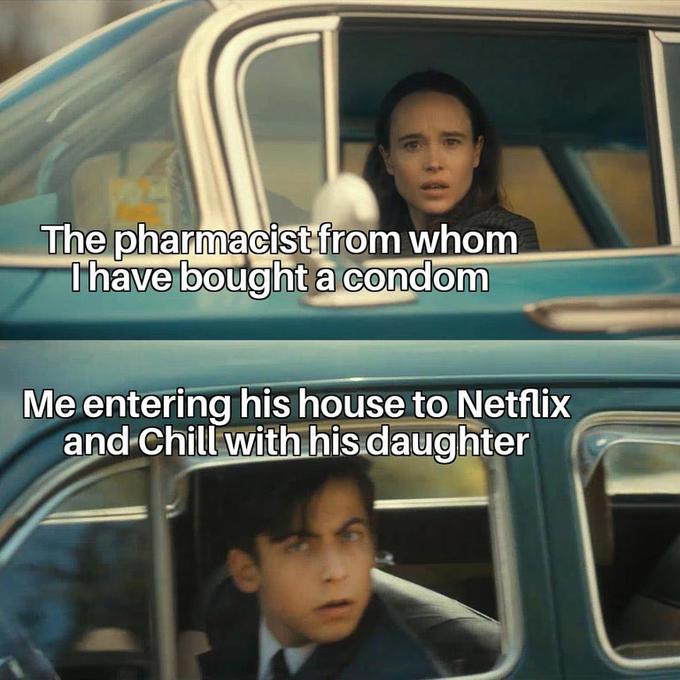 The pharmacist from whom
I have bought a condom
Me entering his house to Netflix
and Chill with his daughter